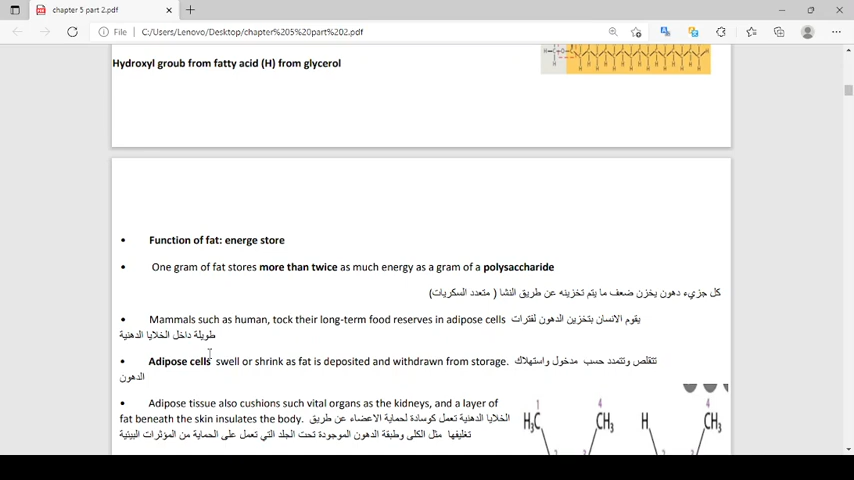 chapter 5 part 2.pdf
File | C:/Users/Lenovo/Desktop/chapter%205%20part%202.pdf
Hydroxyl groub from fatty acid (H) from glycerol
• Function of fat: energe store
• One gram of fat stores more than twice as much energy as a gram of a polysaccharide
كل جزيء دهون يخزن ضعف ما يتم تخزينه عن طريق النشا ( متعدد السكريات)
• Mammals such as human, tock their long-term food reserves in adipose cells يقوم الانسان بتخزين الدهون لفترات
طويلة داخل الخلايا الدهنية
• Adipose cells swell or shrink as fat is deposited and withdrawn from storage. تتقلص وتتمدد حسب مدخول واستهلاك
الدهون
• Adipose tissue also cushions such vital organs as the kidneys, and a layer of
fat beneath the skin insulates the body. الخلايا الدهنية تعمل كوسادة لحماية الاعضاء عن طريق
تغليفها مثل الكلى وطبقة الدهون الموجودة تحت الجلد التي تعمل على الحماية من المؤثرات البيئية
1 4 4
H₃C CH₃ H CH₃